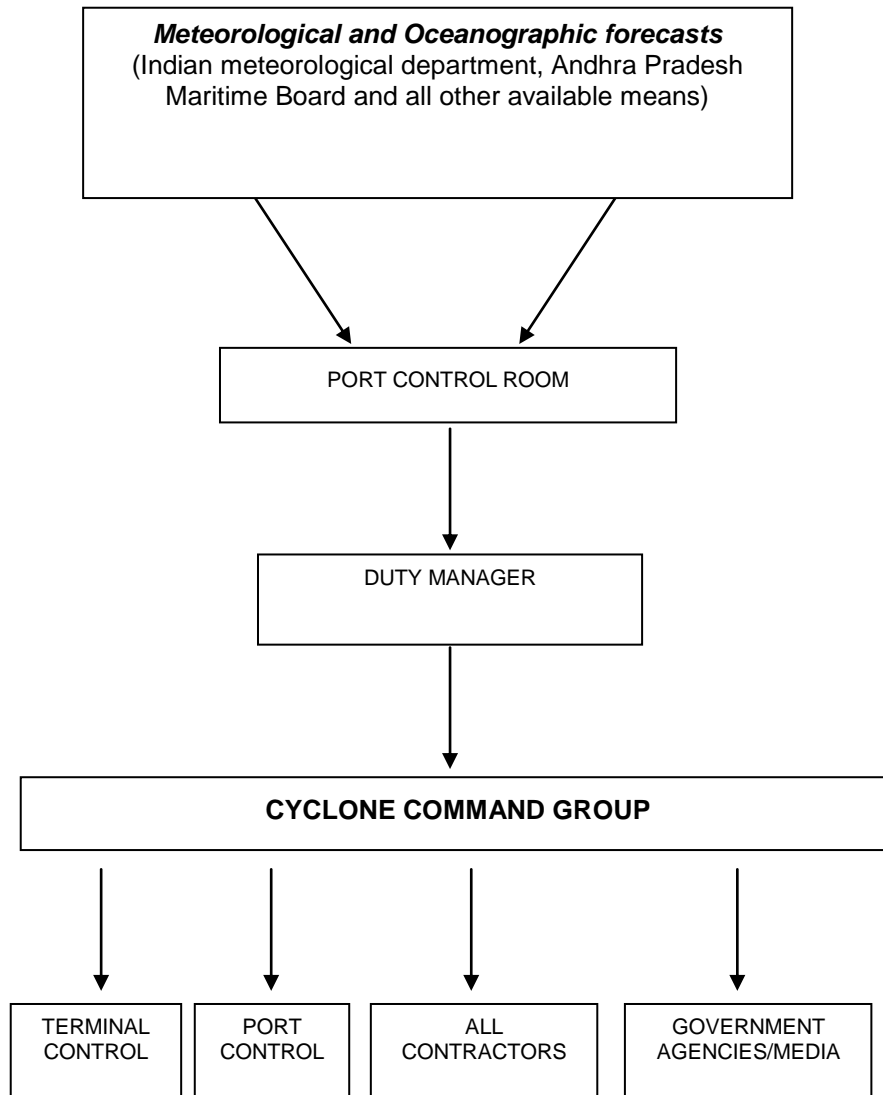 Meteorological and Oceanographic forecasts
(Indian meteorological department, Andhra Pradesh
Maritime Board and all other available means)
PORT CONTROL ROOM
DUTY MANAGER
CYCLONE COMMAND GROUP
TERMINAL
CONTROL
PORT
CONTROL
ALL
CONTRACTORS
GOVERNMENT
AGENCIES/MEDIA